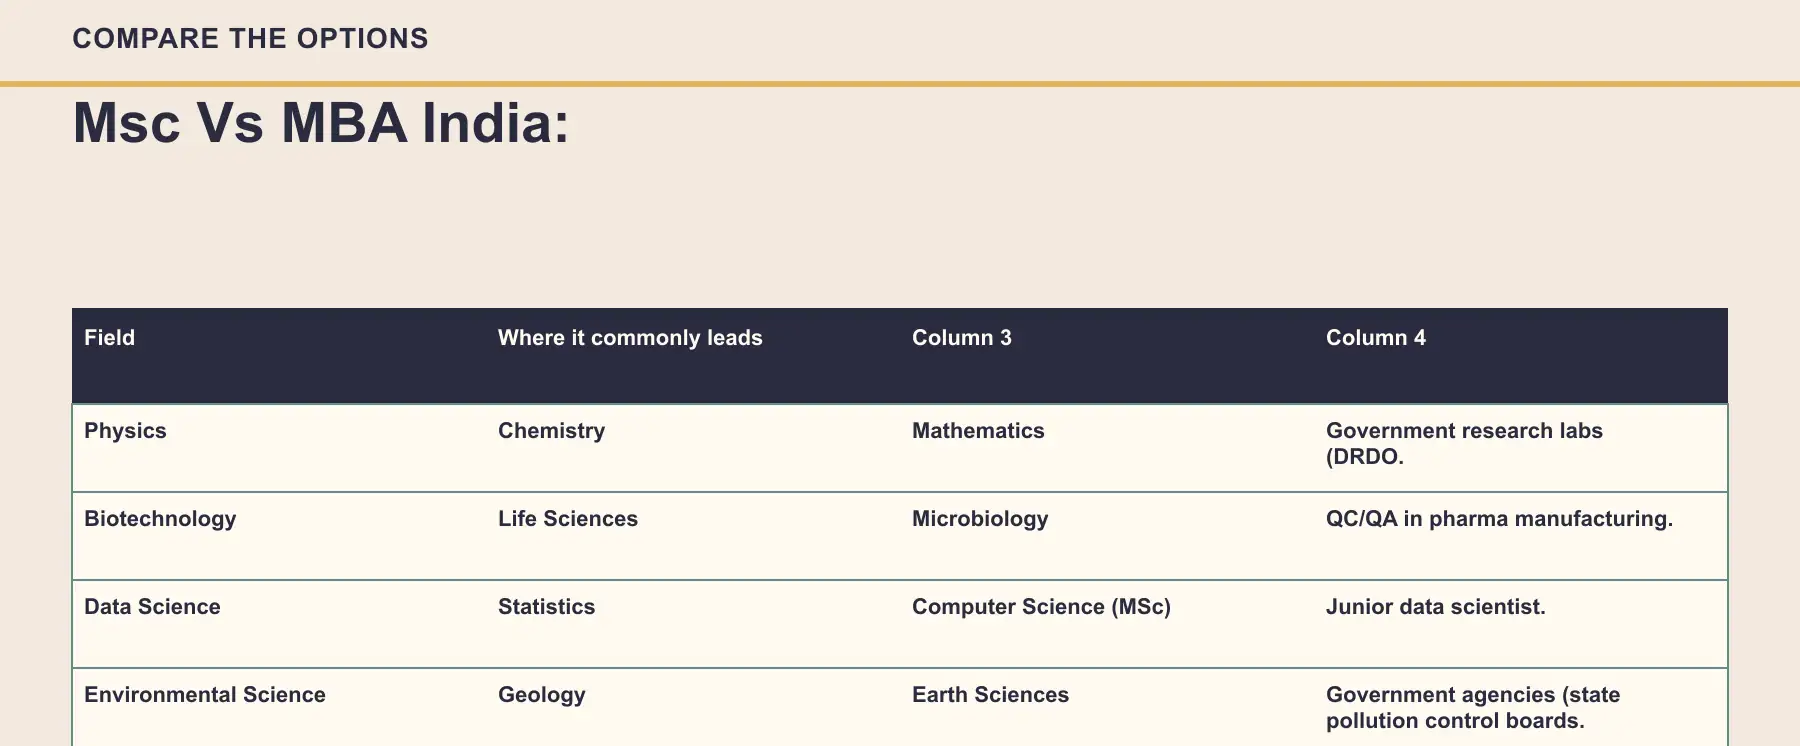 COMPARE THE OPTIONS
Msc Vs MBA India:
Field Where it commonly leads Column 3 Column 4
Physics Chemistry Mathematics Government research labs
(DRDO.
Biotechnology Life Sciences Microbiology QC/QA in pharma manufacturing.
Data Science Statistics Computer Science (MSc) Junior data scientist.
Environmental Science Geology Earth Sciences Government agencies (state
pollution control boards.